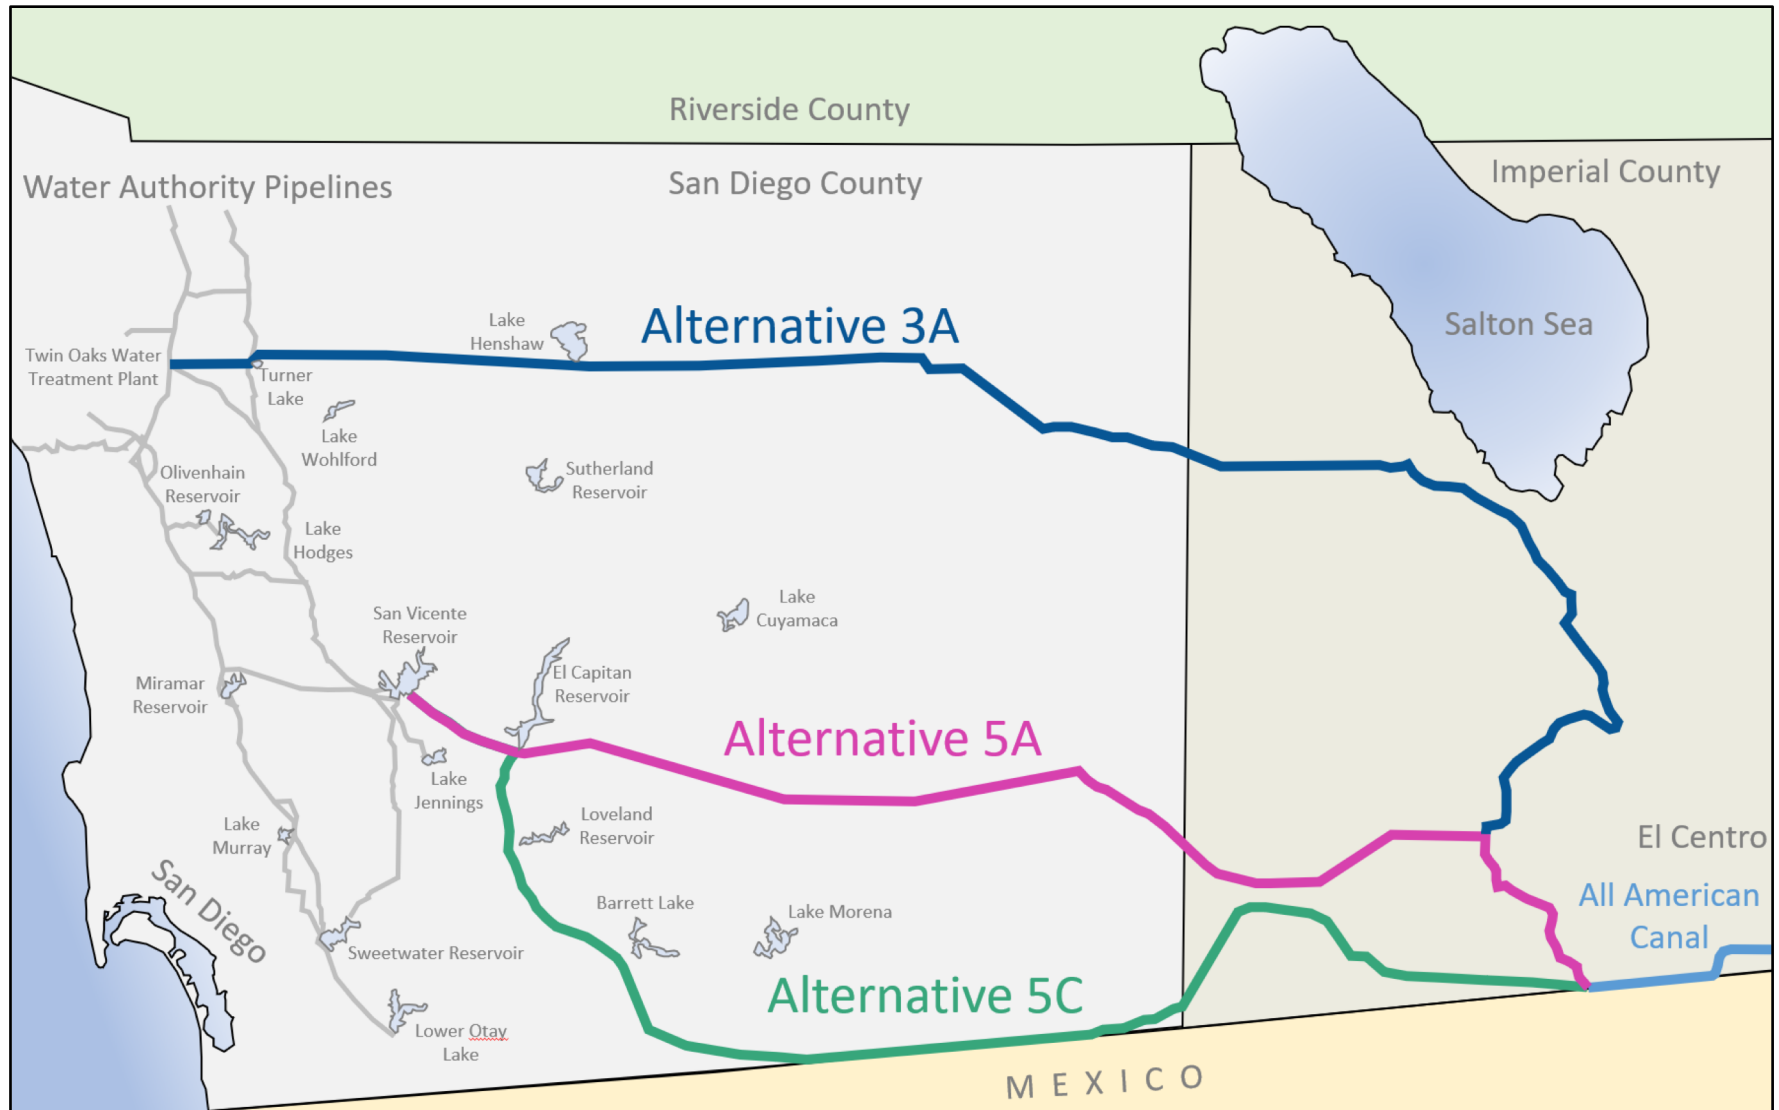 Riverside County
Water Authority Pipelines
San Diego County
Imperial County
Lake
Henshaw
Alternative 3A
Salton Sea
Twin Oaks Water
Treatment Plant
Turner
Lake
Lake
Wohlford
Olivenhain
Reservoir
Sutherland
Reservoir
Lake
Hodges
San Vicente
Reservoir
Lake
Cuyamaca
Miramar
Reservoir
El Capitan
Reservoir
Alternative 5A
Lake
Jennings
Lake
Murray
Loveland
Reservoir
El Centro
San Diego
Barrett Lake
Lake Morena
All American
Canal
Sweetwater Reservoir
Alternative 5C
Lower Otay
Lake
MEXICO